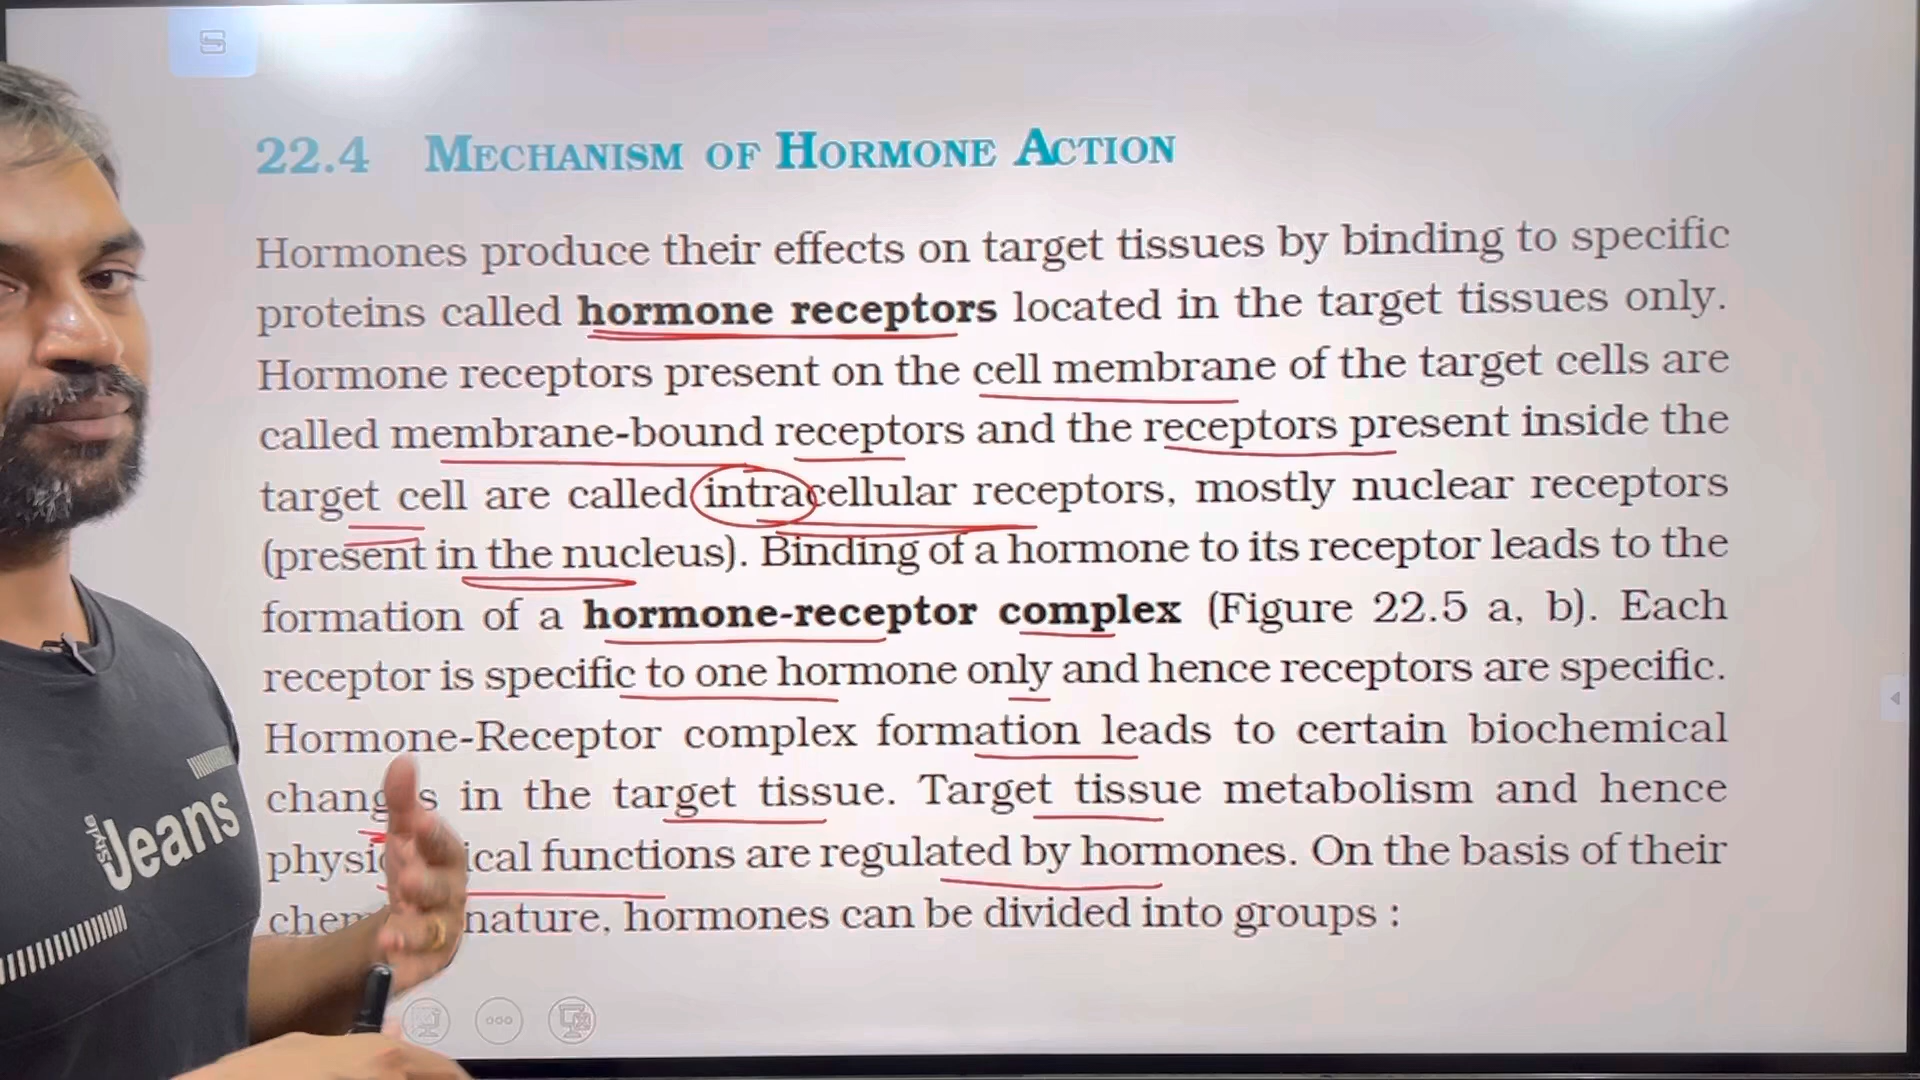 22.4 MECHANISM OF HORMONE ACTION
Hormones produce their effects on target tissues by binding to specific
proteins called hormone receptors located in the target tissues only.
Hormone receptors present on the cell membrane of the target cells are
called membrane-bound receptors and the receptors present inside the
target cell are called intracellular receptors, mostly nuclear receptors
(present in the nucleus). Binding of a hormone to its receptor leads to the
formation of a hormone-receptor complex (Figure 22.5 a, b). Each
receptor is specific to one hormone only and hence receptors are specific.
Hormone-Receptor complex formation leads to certain biochemical
in the target tissue. Target tissue metabolism and hence
functions are regulated by hormones. On the basis of their
nature, hormones can be divided into groups :
Style
Jeans